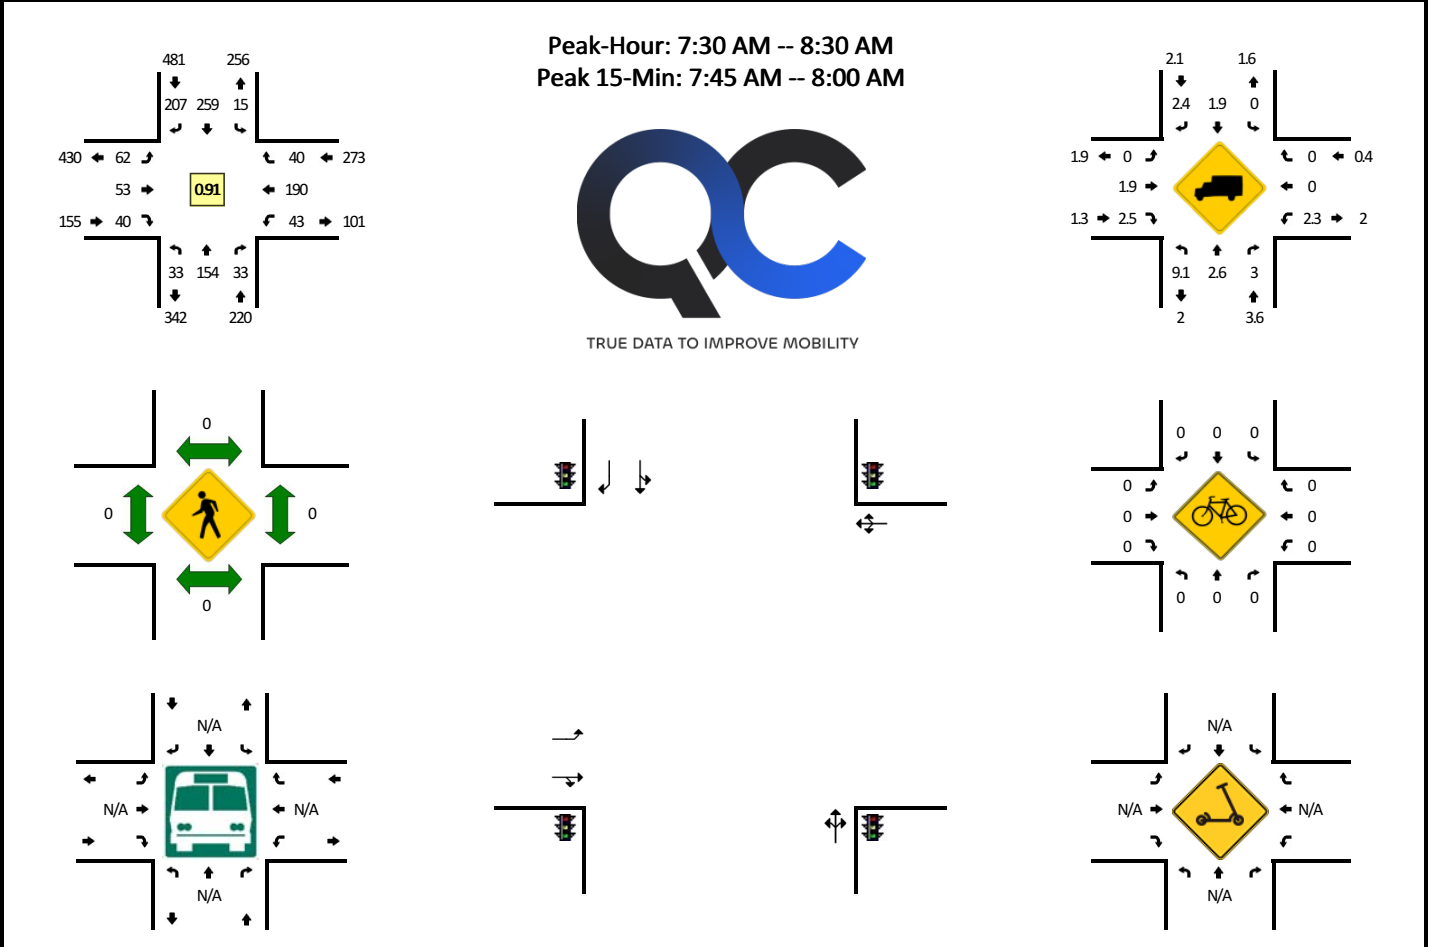 Peak-Hour: 7:30 AM -- 8:30 AM
Peak 15-Min: 7:45 AM -- 8:00 AM
481 256
207 259 15
430 62 40 273
53 0.91 190
155 40 43 101
33 154 33
342 220
QC
TRUE DATA TO IMPROVE MOBILITY
2.1 1.6
2.4 1.9 0
1.9 0 0 0.4
1.9 0
1.3 2.5 2.3 2
9.1 2.6 3
2 3.6
0
0 0
0
0 0 0
0 0
0 0
0 0
0 0 0
N/A
N/A N/A
N/A
N/A
N/A N/A
N/A